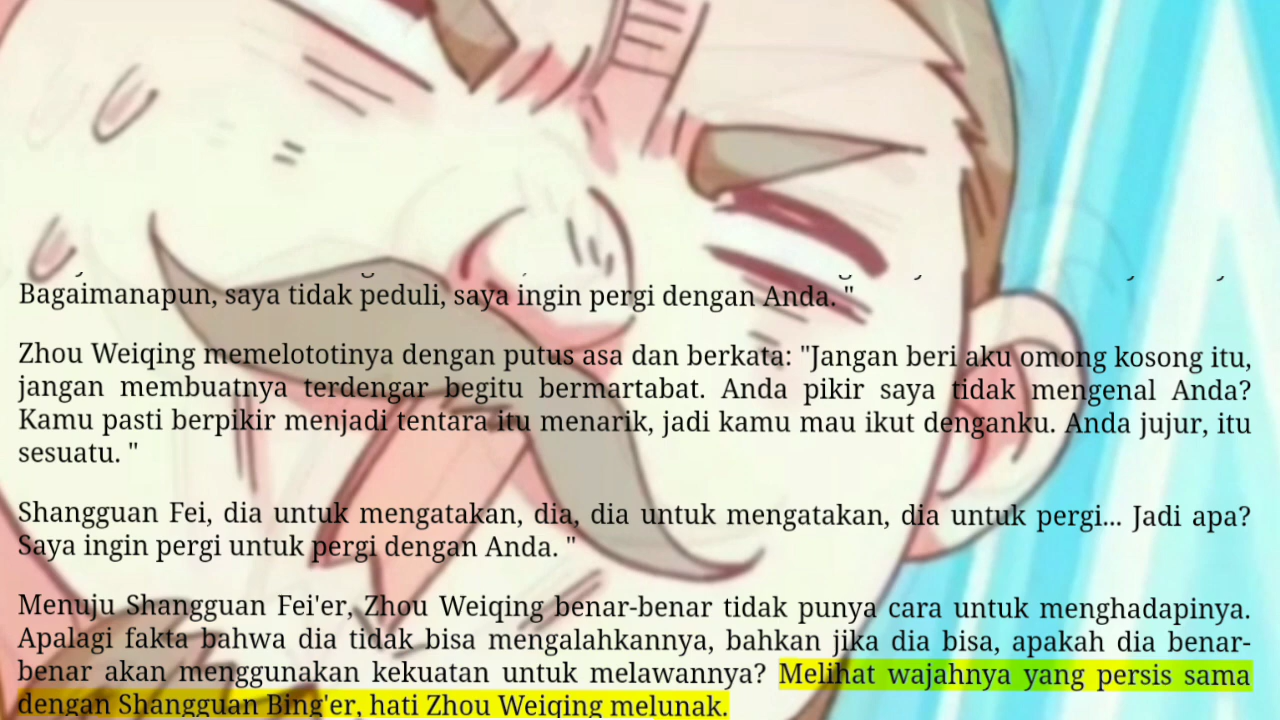 Bagaimanapun, saya tidak peduli, saya ingin pergi dengan Anda. "
Zhou Weiqing memelototinya dengan putus asa dan berkata: "Jangan beri aku omong kosong itu,
jangan membuatnya terdengar begitu bermartabat. Anda pikir saya tidak mengenal Anda?
Kamu pasti berpikir menjadi tentara itu menarik, jadi kamu mau ikut denganku. Anda jujur, itu
sesuatu. "
Shangguan Fei, dia untuk mengatakan, dia, dia untuk mengatakan, dia untuk pergi... Jadi apa?
Saya ingin pergi untuk pergi dengan Anda. "
Menuju Shangguan Fei'er, Zhou Weiqing benar-benar tidak punya cara untuk menghadapinya.
Apalagi fakta bahwa dia tidak bisa mengalahkannya, bahkan jika dia bisa, apakah dia benar-
benar akan menggunakan kekuatan untuk melawannya? Melihat wajahnya yang persis sama
dengan Shangguan Bing'er, hati Zhou Weiqing melunak.